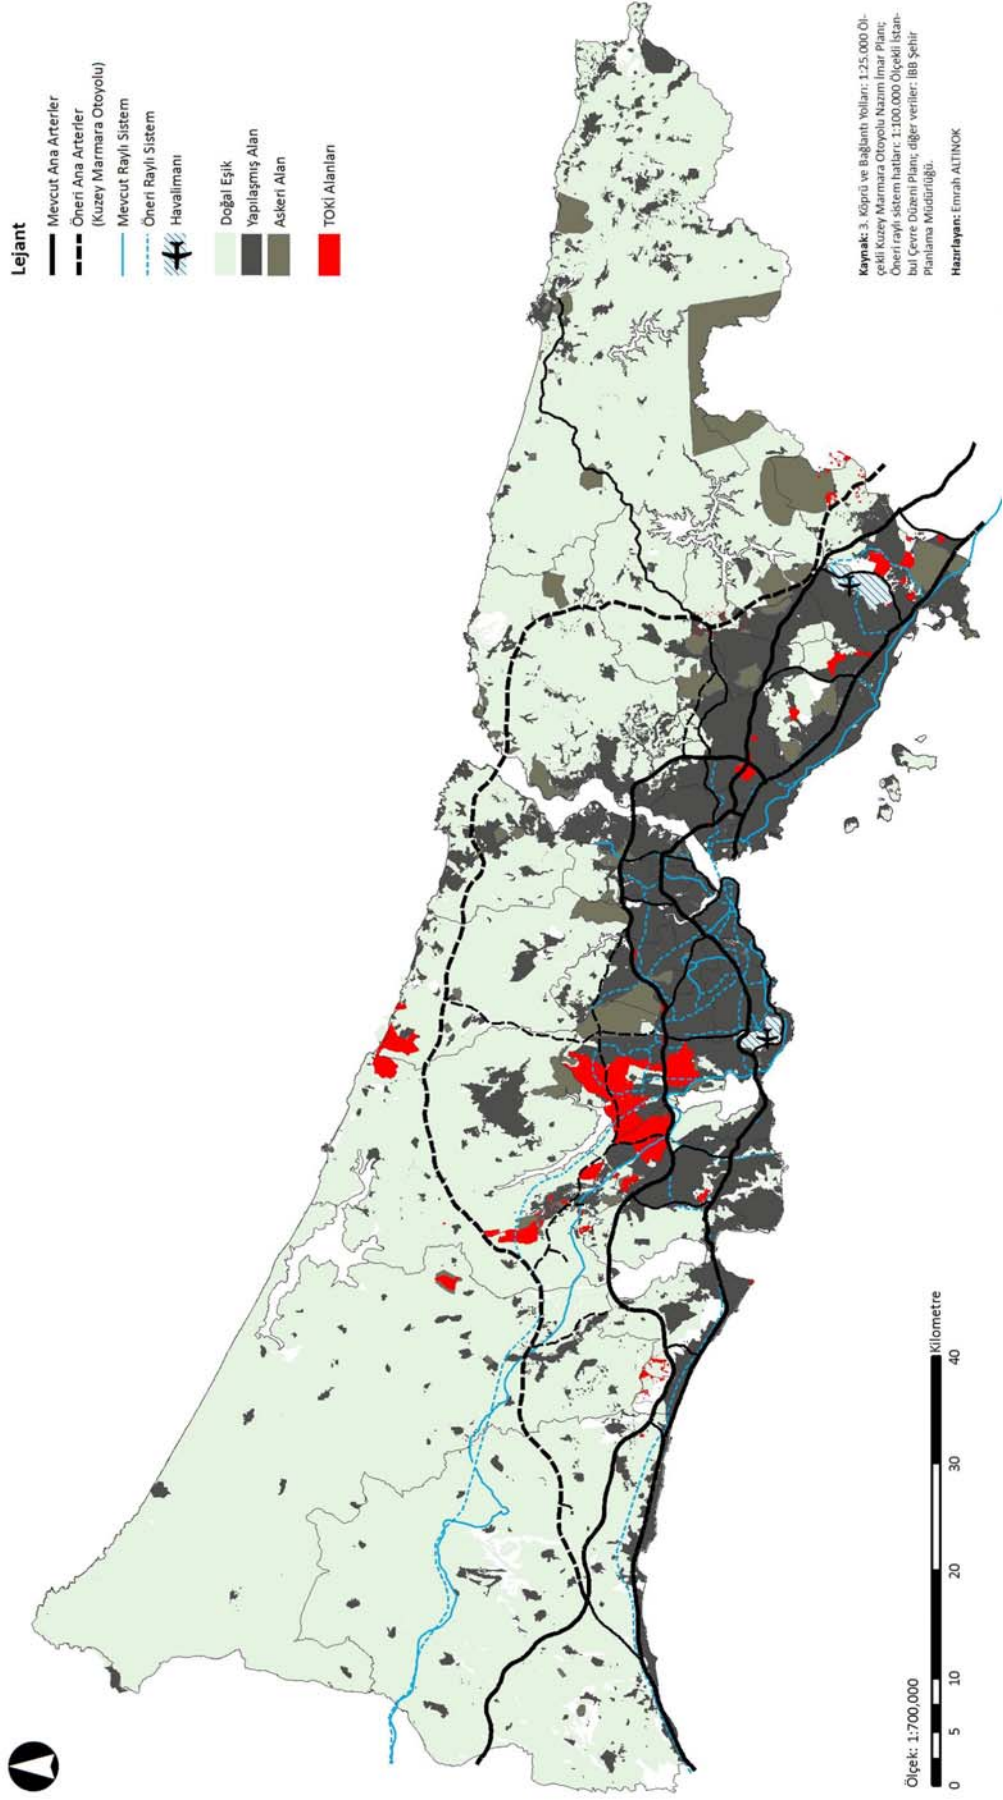 Lejant
Mevcut Ana Arterler
Öneri Ana Arterler
(Kuzey Marmara Otoyolu)
Mevcut Raylı Sistem
Öneri Raylı Sistem
Havalimanı
Doğal Eşik
Yapılaşmış Alan
Askeri Alan
TOKİ Alanları
Kaynak: 3. Köprü ve Bağlantı Yolları: 1:25.000 Öl-
çekli Kuzey Marmara Otoyolu Nazım İmar Planı;
Öneri raylı sistem hatları: 1:100.000 Ölçekli İstan-
bul Çevre Düzeni Planı; diğer veriler: İBB Şehir
Planlama Müdürlüğü.
Hazırlayan: Emrah ALTINOK
Ölçek: 1:700,000
Kilometre
0 5 10 20 30 40